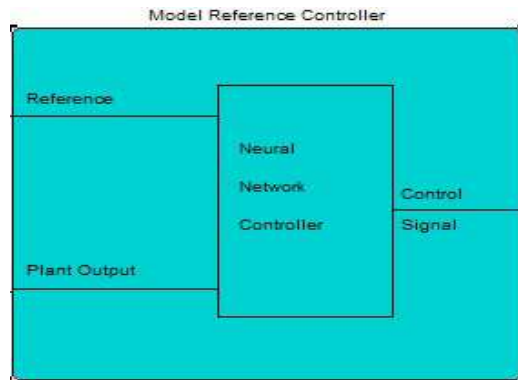 Model Reference Controller
Reference
Neural
Network
Controller
Control
Signal
Plant Output